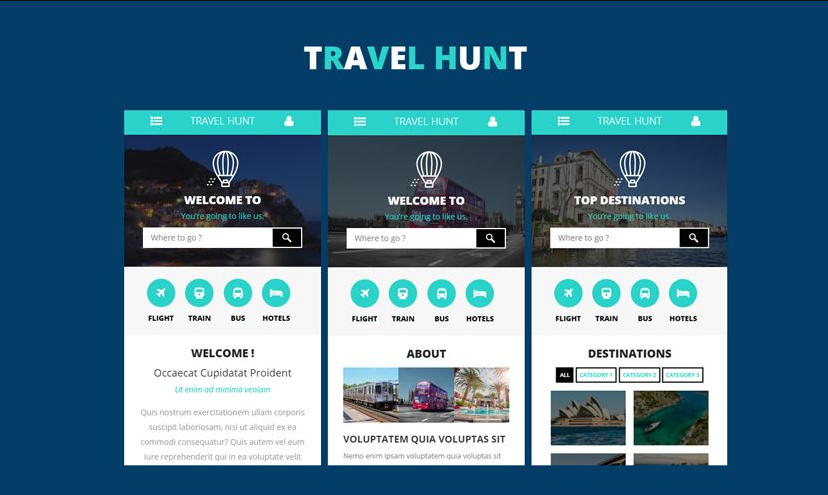 TRAVEL HUNT
TRAVEL HUNT
WELCOME TO
You're going to like us.
Where to go ?
FLIGHT
TRAIN
BUS
HOTELS
WELCOME !
Occaecat Cupidatat Proident
Ut enim ad minima veniam
Quis nostrum exercitationem ullam corporis
suscipit laboriosam, nisi ut aliquid ex ea
commodi consequatur? Quis autem vel eum
iure reprehenderit qui in ea voluptate velit
TRAVEL HUNT
WELCOME TO
You're going to like us.
Where to go ?
FLIGHT
TRAIN
BUS
HOTELS
ABOUT
VOLUPTATEM QUIA VOLUPTAS SIT
Nemo enim ipsam voluptatem quia voluptas sit
TRAVEL HUNT
TOP DESTINATIONS
You're going to like us.
Where to go ?
FLIGHT
TRAIN
BUS
HOTELS
DESTINATIONS
ALL
CATEGORY 1
CATEGORY 2
CATEGORY 3